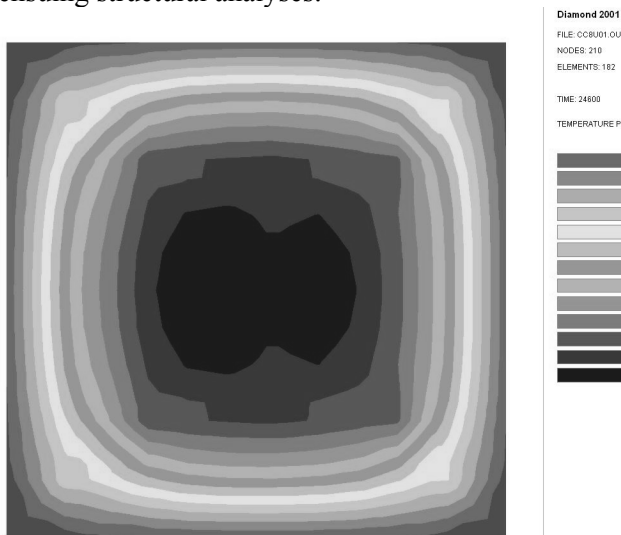 ensuing structural analyses.
Diamond 2001
FILE: CC8U01.OU
NODES: 210
ELEMENTS: 182
TIME: 24600
TEMPERATURE P